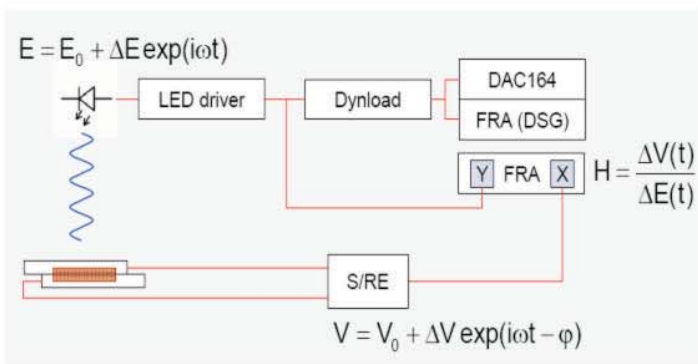 E = E₀ + ΔE exp(iωt)
DAC164
LED driver
Dynload
FRA (DSG)
Y FRA X
H = ΔV(t)/ΔE(t)
S/RE
V = V₀ + ΔV exp(iωt − φ)